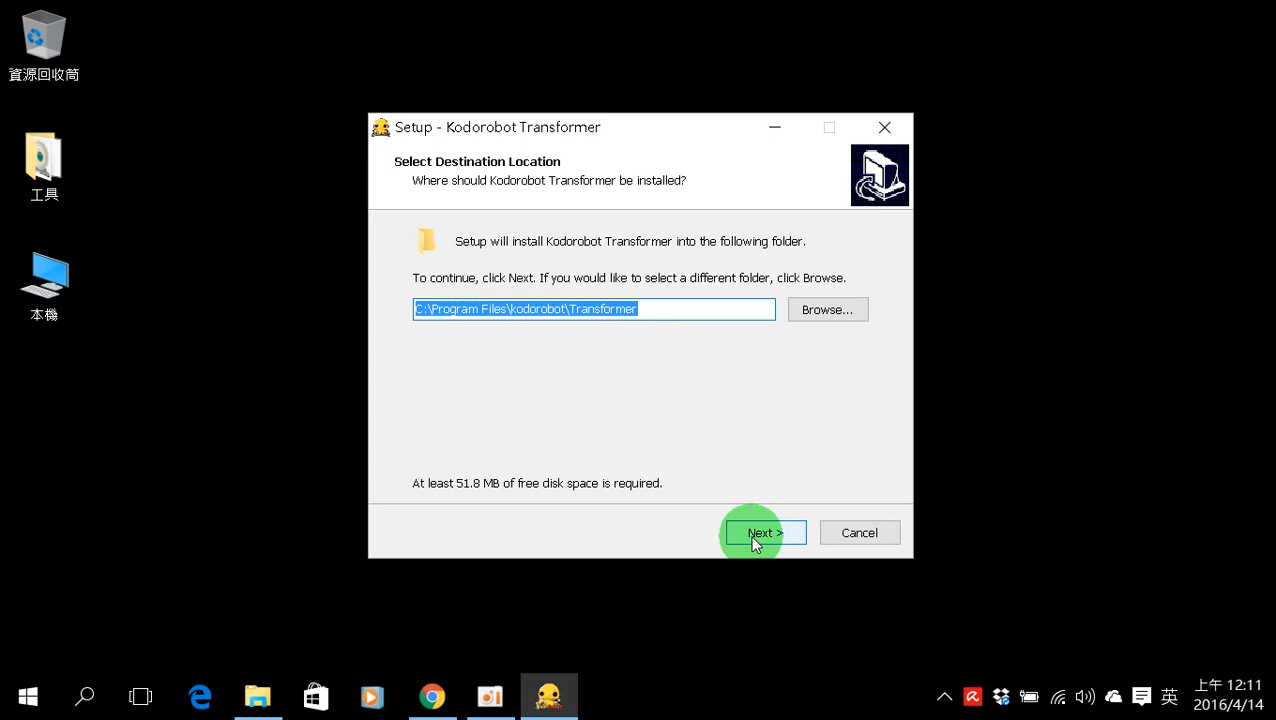 資源回收筒
工具
本機
Setup - Kodorobot Transformer
Select Destination Location
Where should Kodorobot Transformer be installed?
Setup will install Kodorobot Transformer into the following folder.
To continue, click Next. If you would like to select a different folder, click Browse.
C:\Program Files\kodorobot\Transformer
Browse...
At least 51.8 MB of free disk space is required.
Next >
Cancel
英
上午 12:11
2016/4/14